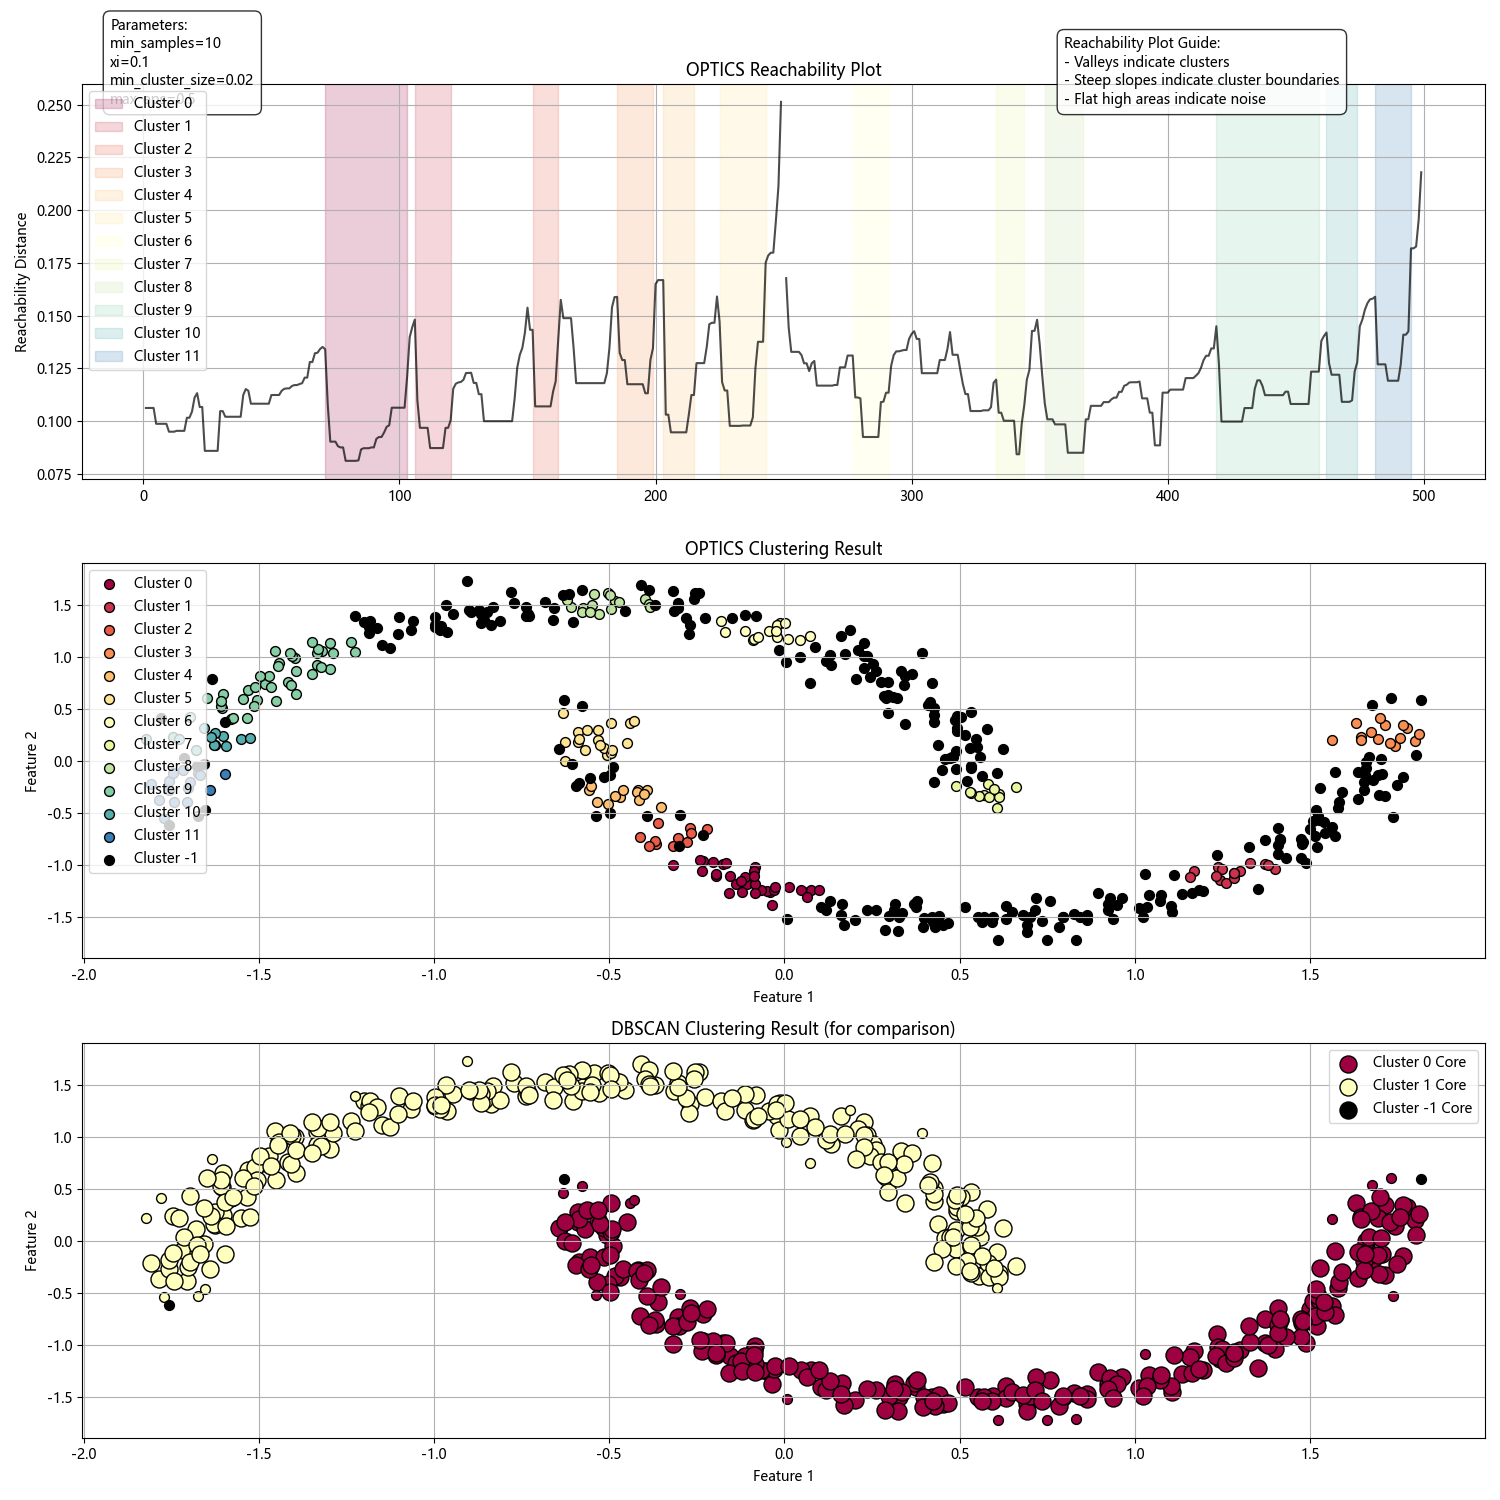 Parameters:
min_samples=10
xi=0.1
min_cluster_size=0.02
Reachability Plot Guide:
- Valleys indicate clusters
- Steep slopes indicate cluster boundaries
- Flat high areas indicate noise
OPTICS Reachability Plot
Reachability Distance
0.250
0.225
0.200
0.175
0.150
0.125
0.100
0.075
Cluster 0
Cluster 1
Cluster 2
Cluster 3
Cluster 4
Cluster 5
Cluster 6
Cluster 7
Cluster 8
Cluster 9
Cluster 10
Cluster 11
0
100
200
300
400
500
OPTICS Clustering Result
Feature 2
1.5
1.0
0.5
0.0
-0.5
-1.0
-1.5
Cluster 0
Cluster 1
Cluster 2
Cluster 3
Cluster 4
Cluster 5
Cluster 6
Cluster 7
Cluster 8
Cluster 9
Cluster 10
Cluster 11
Cluster -1
-2.0
-1.5
-1.0
-0.5
0.0
0.5
1.0
1.5
Feature 1
DBSCAN Clustering Result (for comparison)
Feature 2
1.5
1.0
0.5
0.0
-0.5
-1.0
-1.5
Cluster 0 Core
Cluster 1 Core
Cluster -1 Core
-2.0
-1.5
-1.0
-0.5
0.0
0.5
1.0
1.5
Feature 1